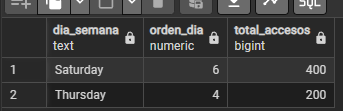 SQL
dia_semana orden_dia total_accesos
text numeric bigint
1 Saturday 6 400
2 Thursday 4 200